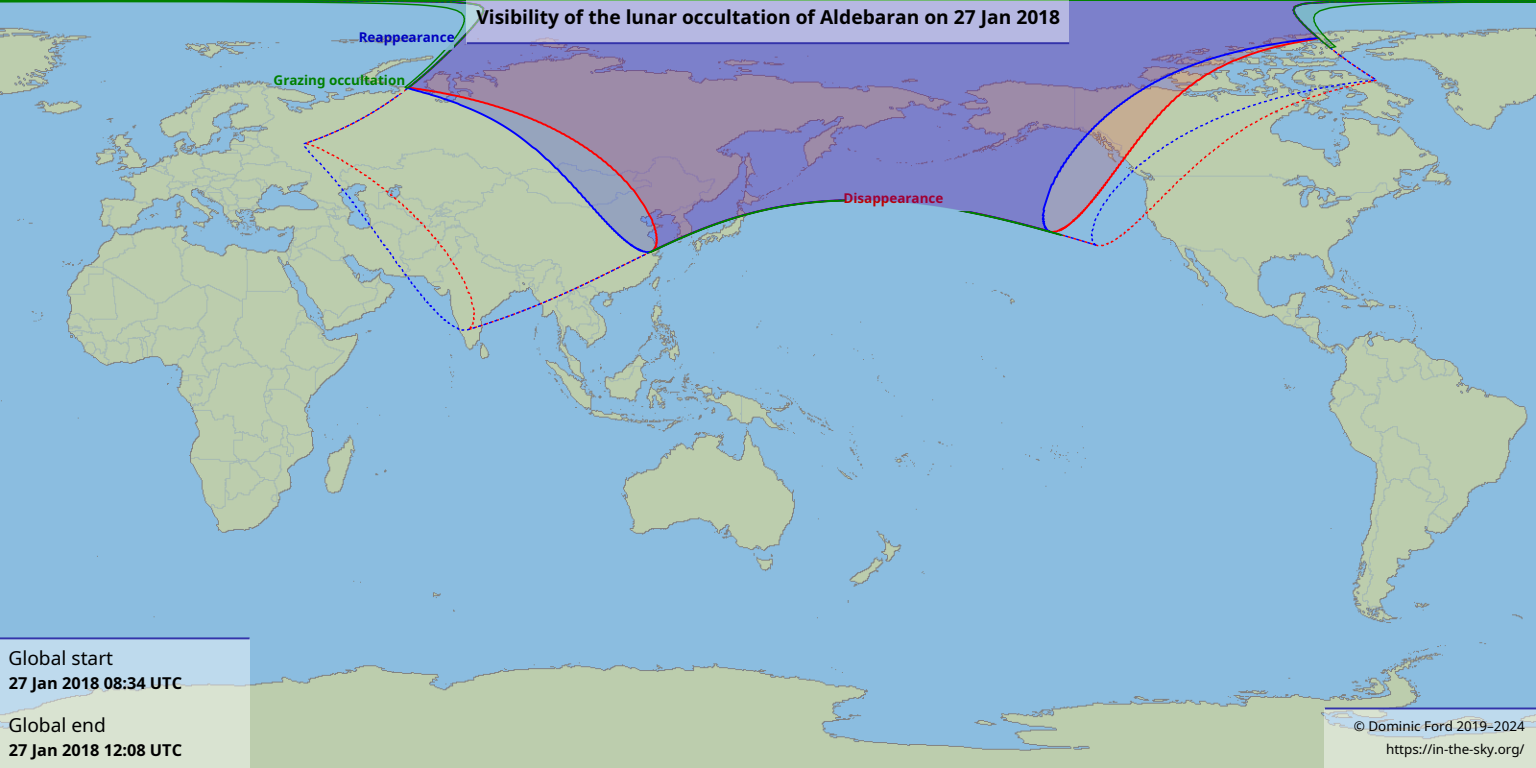 Visibility of the lunar occultation of Aldebaran on 27 Jan 2018
Reappearance
Grazing occultation
Disappearance
Global start
27 Jan 2018 08:34 UTC
Global end
27 Jan 2018 12:08 UTC
© Dominic Ford 2019–2024
https://in-the-sky.org/